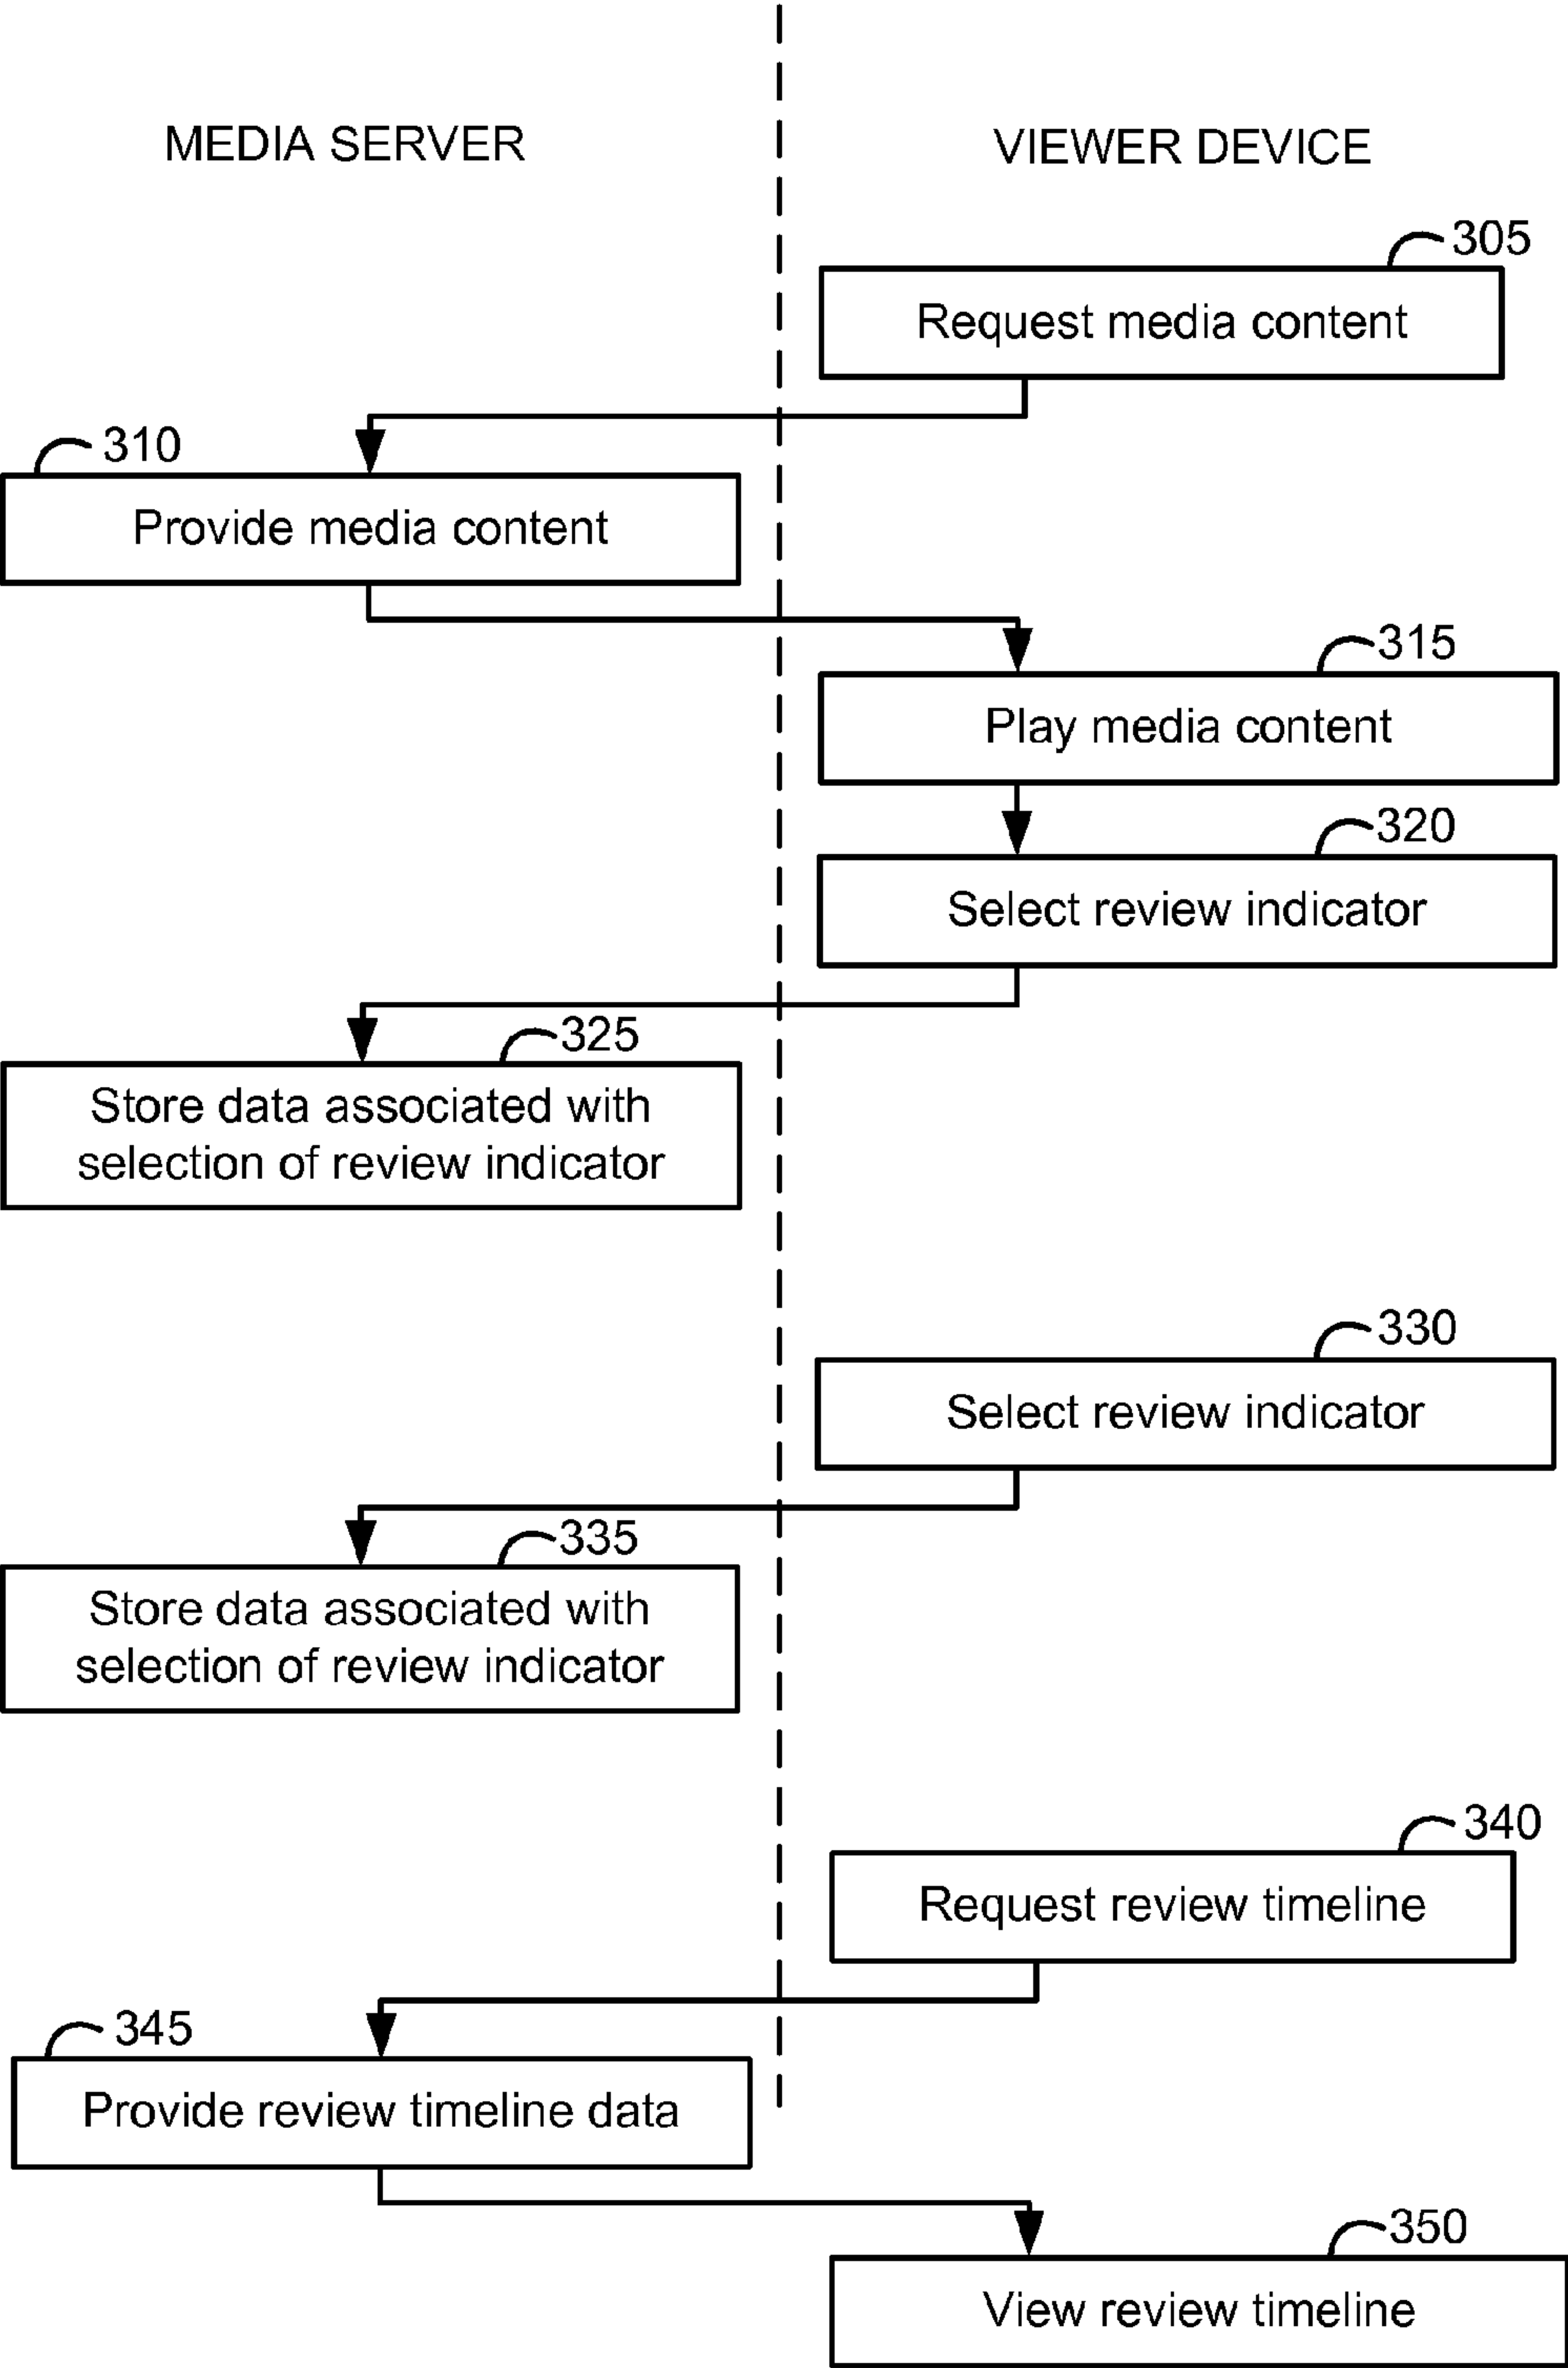 MEDIA SERVER
VIEWER DEVICE
305
Request media content
310
Provide media content
315
Play media content
320
Select review indicator
325
Store data associated with
selection of review indicator
330
Select review indicator
335
Store data associated with
selection of review indicator
340
Request review timeline
345
Provide review timeline data
350
View review timeline